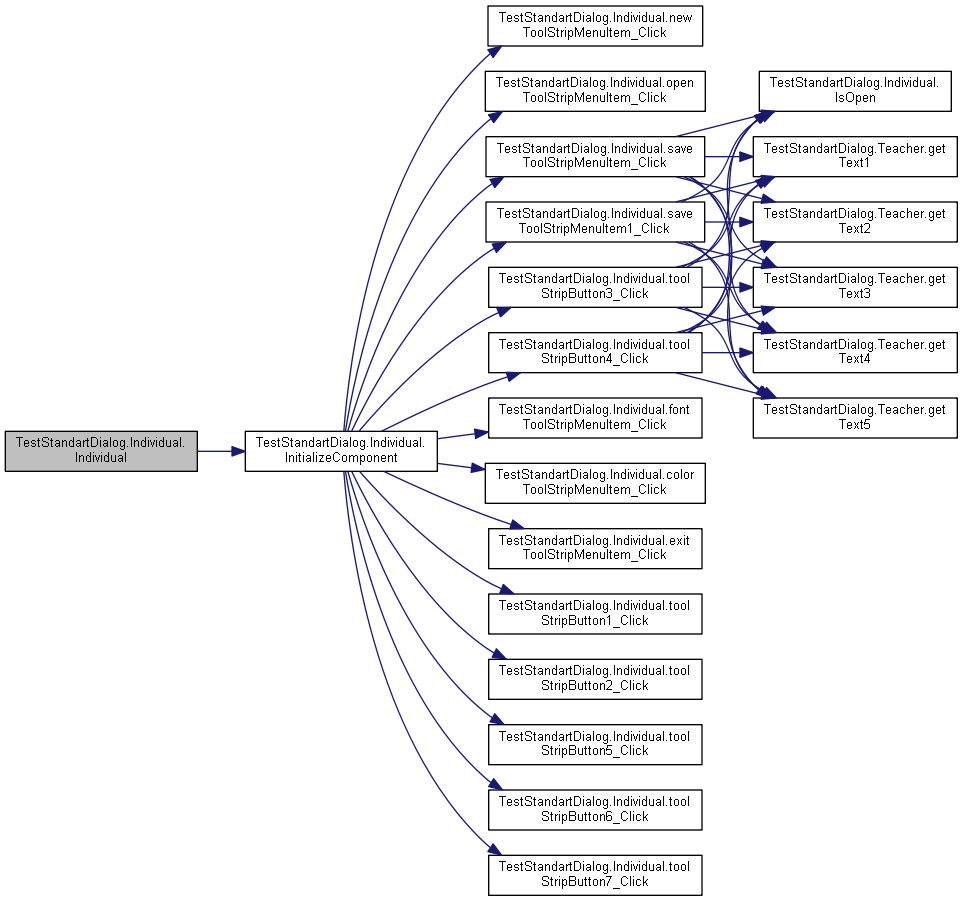 TestStandartDialog.Individual.
Individual
TestStandartDialog.Individual.
InitializeComponent
TestStandartDialog.Individual.new
ToolStripMenuItem_Click
TestStandartDialog.Individual.open
ToolStripMenuItem_Click
TestStandartDialog.Individual.save
ToolStripMenuItem_Click
TestStandartDialog.Individual.save
ToolStripMenuItem1_Click
TestStandartDialog.Individual.tool
StripButton3_Click
TestStandartDialog.Individual.tool
StripButton4_Click
TestStandartDialog.Individual.font
ToolStripMenuItem_Click
TestStandartDialog.Individual.color
ToolStripMenuItem_Click
TestStandartDialog.Individual.exit
ToolStripMenuItem_Click
TestStandartDialog.Individual.tool
StripButton1_Click
TestStandartDialog.Individual.tool
StripButton2_Click
TestStandartDialog.Individual.tool
StripButton5_Click
TestStandartDialog.Individual.tool
StripButton6_Click
TestStandartDialog.Individual.tool
StripButton7_Click
TestStandartDialog.Individual.
IsOpen
TestStandartDialog.Teacher.get
Text1
TestStandartDialog.Teacher.get
Text2
TestStandartDialog.Teacher.get
Text3
TestStandartDialog.Teacher.get
Text4
TestStandartDialog.Teacher.get
Text5